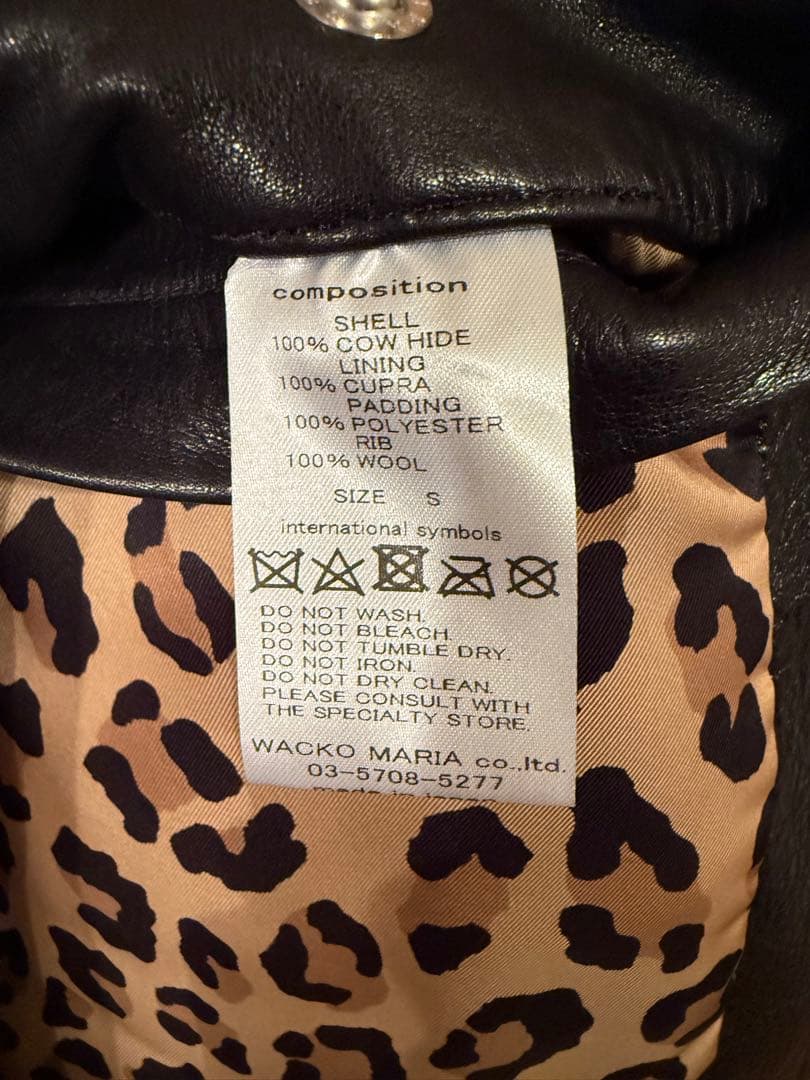 composition
SHELL
100% COW HIDE
LINING
100% CUPRA
PADDING
100% POLYESTER
RIB
100% WOOL
SIZE S
international symbols
DO NOT WASH.
DO NOT BLEACH.
DO NOT TUMBLE DRY.
DO NOT IRON.
DO NOT DRY CLEAN.
PLEASE CONSULT WITH
THE SPECIALTY STORE.
WACKO MARIA co.,ltd.
03-5708-5277
made in